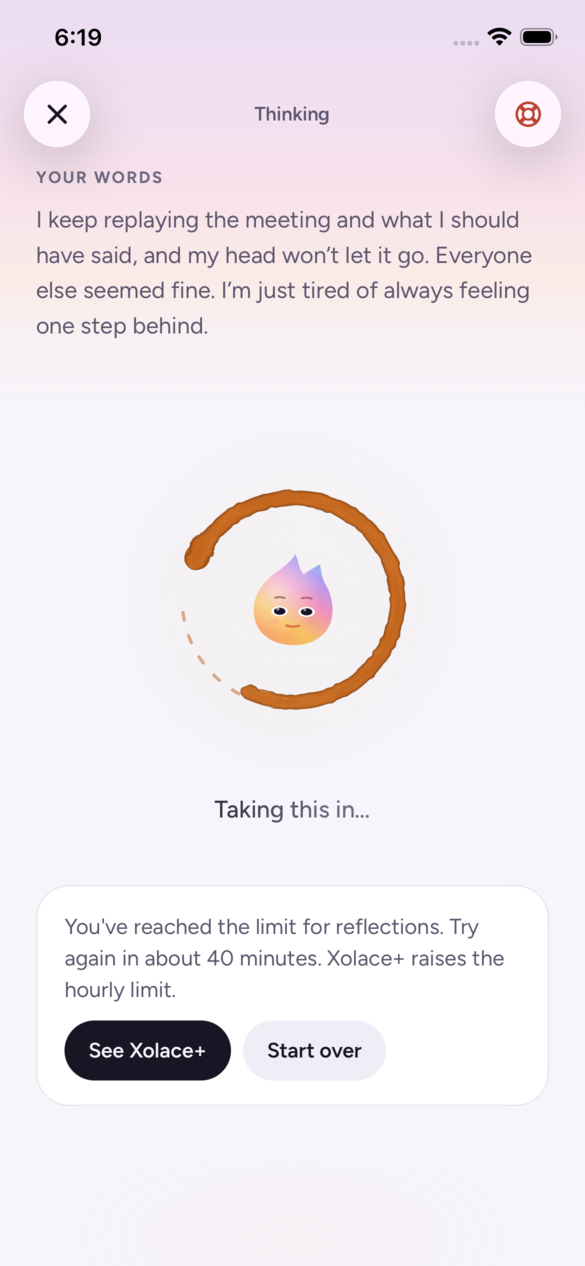 6:19
Thinking
YOUR WORDS
I keep replaying the meeting and what I should
have said, and my head won’t let it go. Everyone
else seemed fine. I’m just tired of always feeling
one step behind.
Taking this in...
You've reached the limit for reflections. Try
again in about 40 minutes. Xolace+ raises the
hourly limit.
See Xolace+
Start over